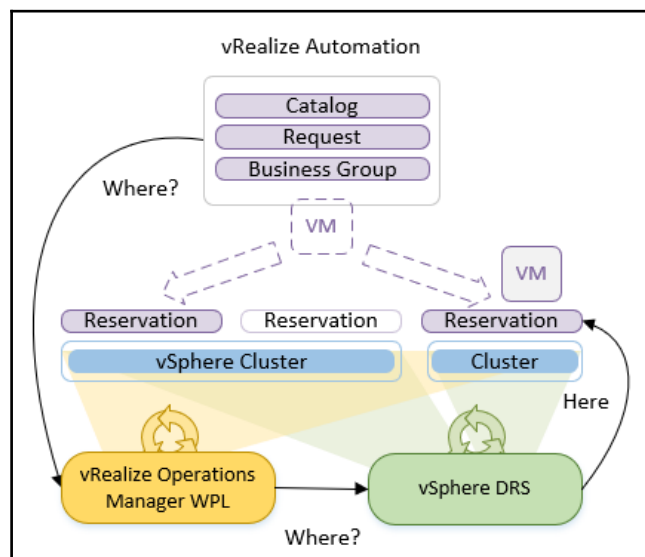 vRealize Automation
Catalog
Request
Business Group
Where?
VM
VM
Reservation
Reservation
Reservation
vSphere Cluster
Cluster
Here
vRealize Operations
Manager WPL
vSphere DRS
Where?